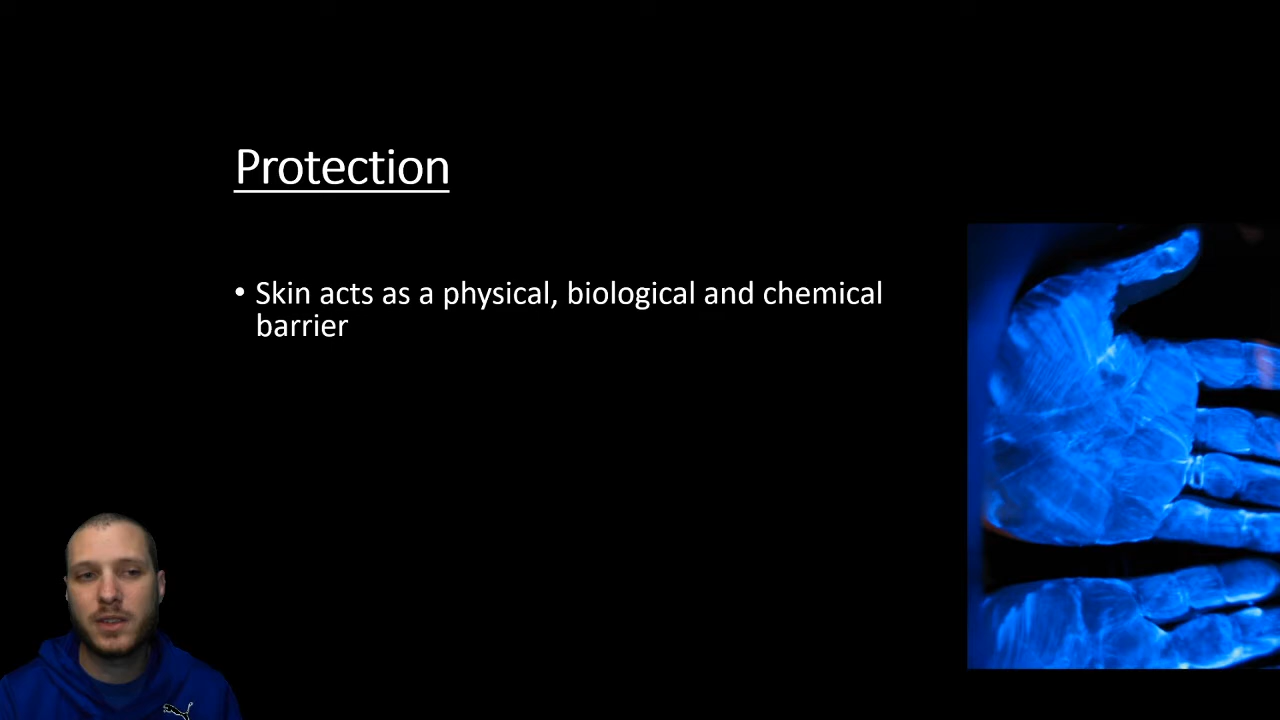 Protection
• Skin acts as a physical, biological and chemical
barrier